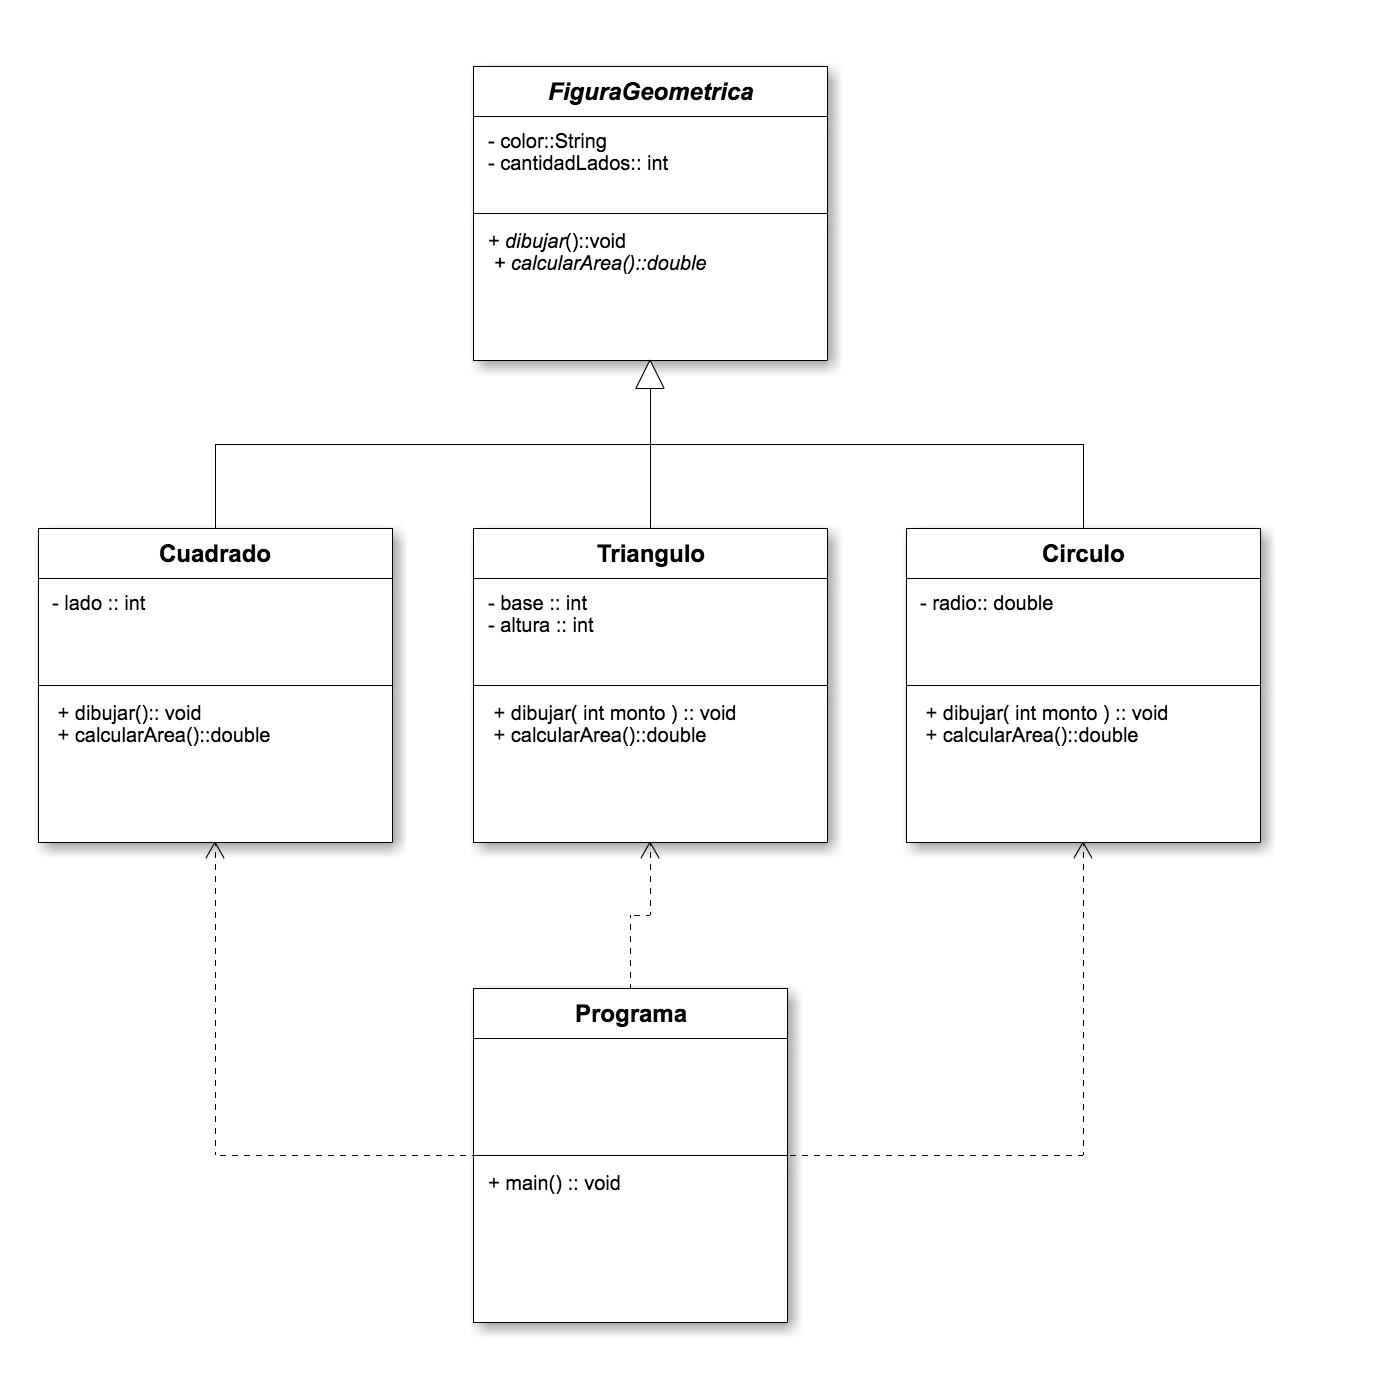 FiguraGeometrica
- color::String
- cantidadLados:: int
+ dibujar()::void
+ calcularArea()::double
Cuadrado
- lado :: int
+ dibujar():: void
+ calcularArea()::double
Triangulo
- base :: int
- altura :: int
+ dibujar( int monto ) :: void
+ calcularArea()::double
Circulo
- radio:: double
+ dibujar( int monto ) :: void
+ calcularArea()::double
Programa
+ main() :: void